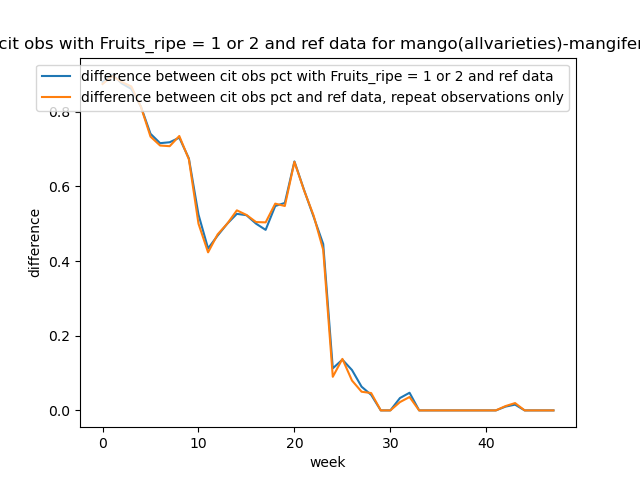 cit obs with Fruits_ripe = 1 or 2 and ref data for mango(allvarieties)-mangifer
difference between cit obs pct with Fruits_ripe = 1 or 2 and ref data
difference between cit obs pct and ref data, repeat observations only
0.8
0.6
0.4
0.2
0.0
difference
0
10
20
30
40
week